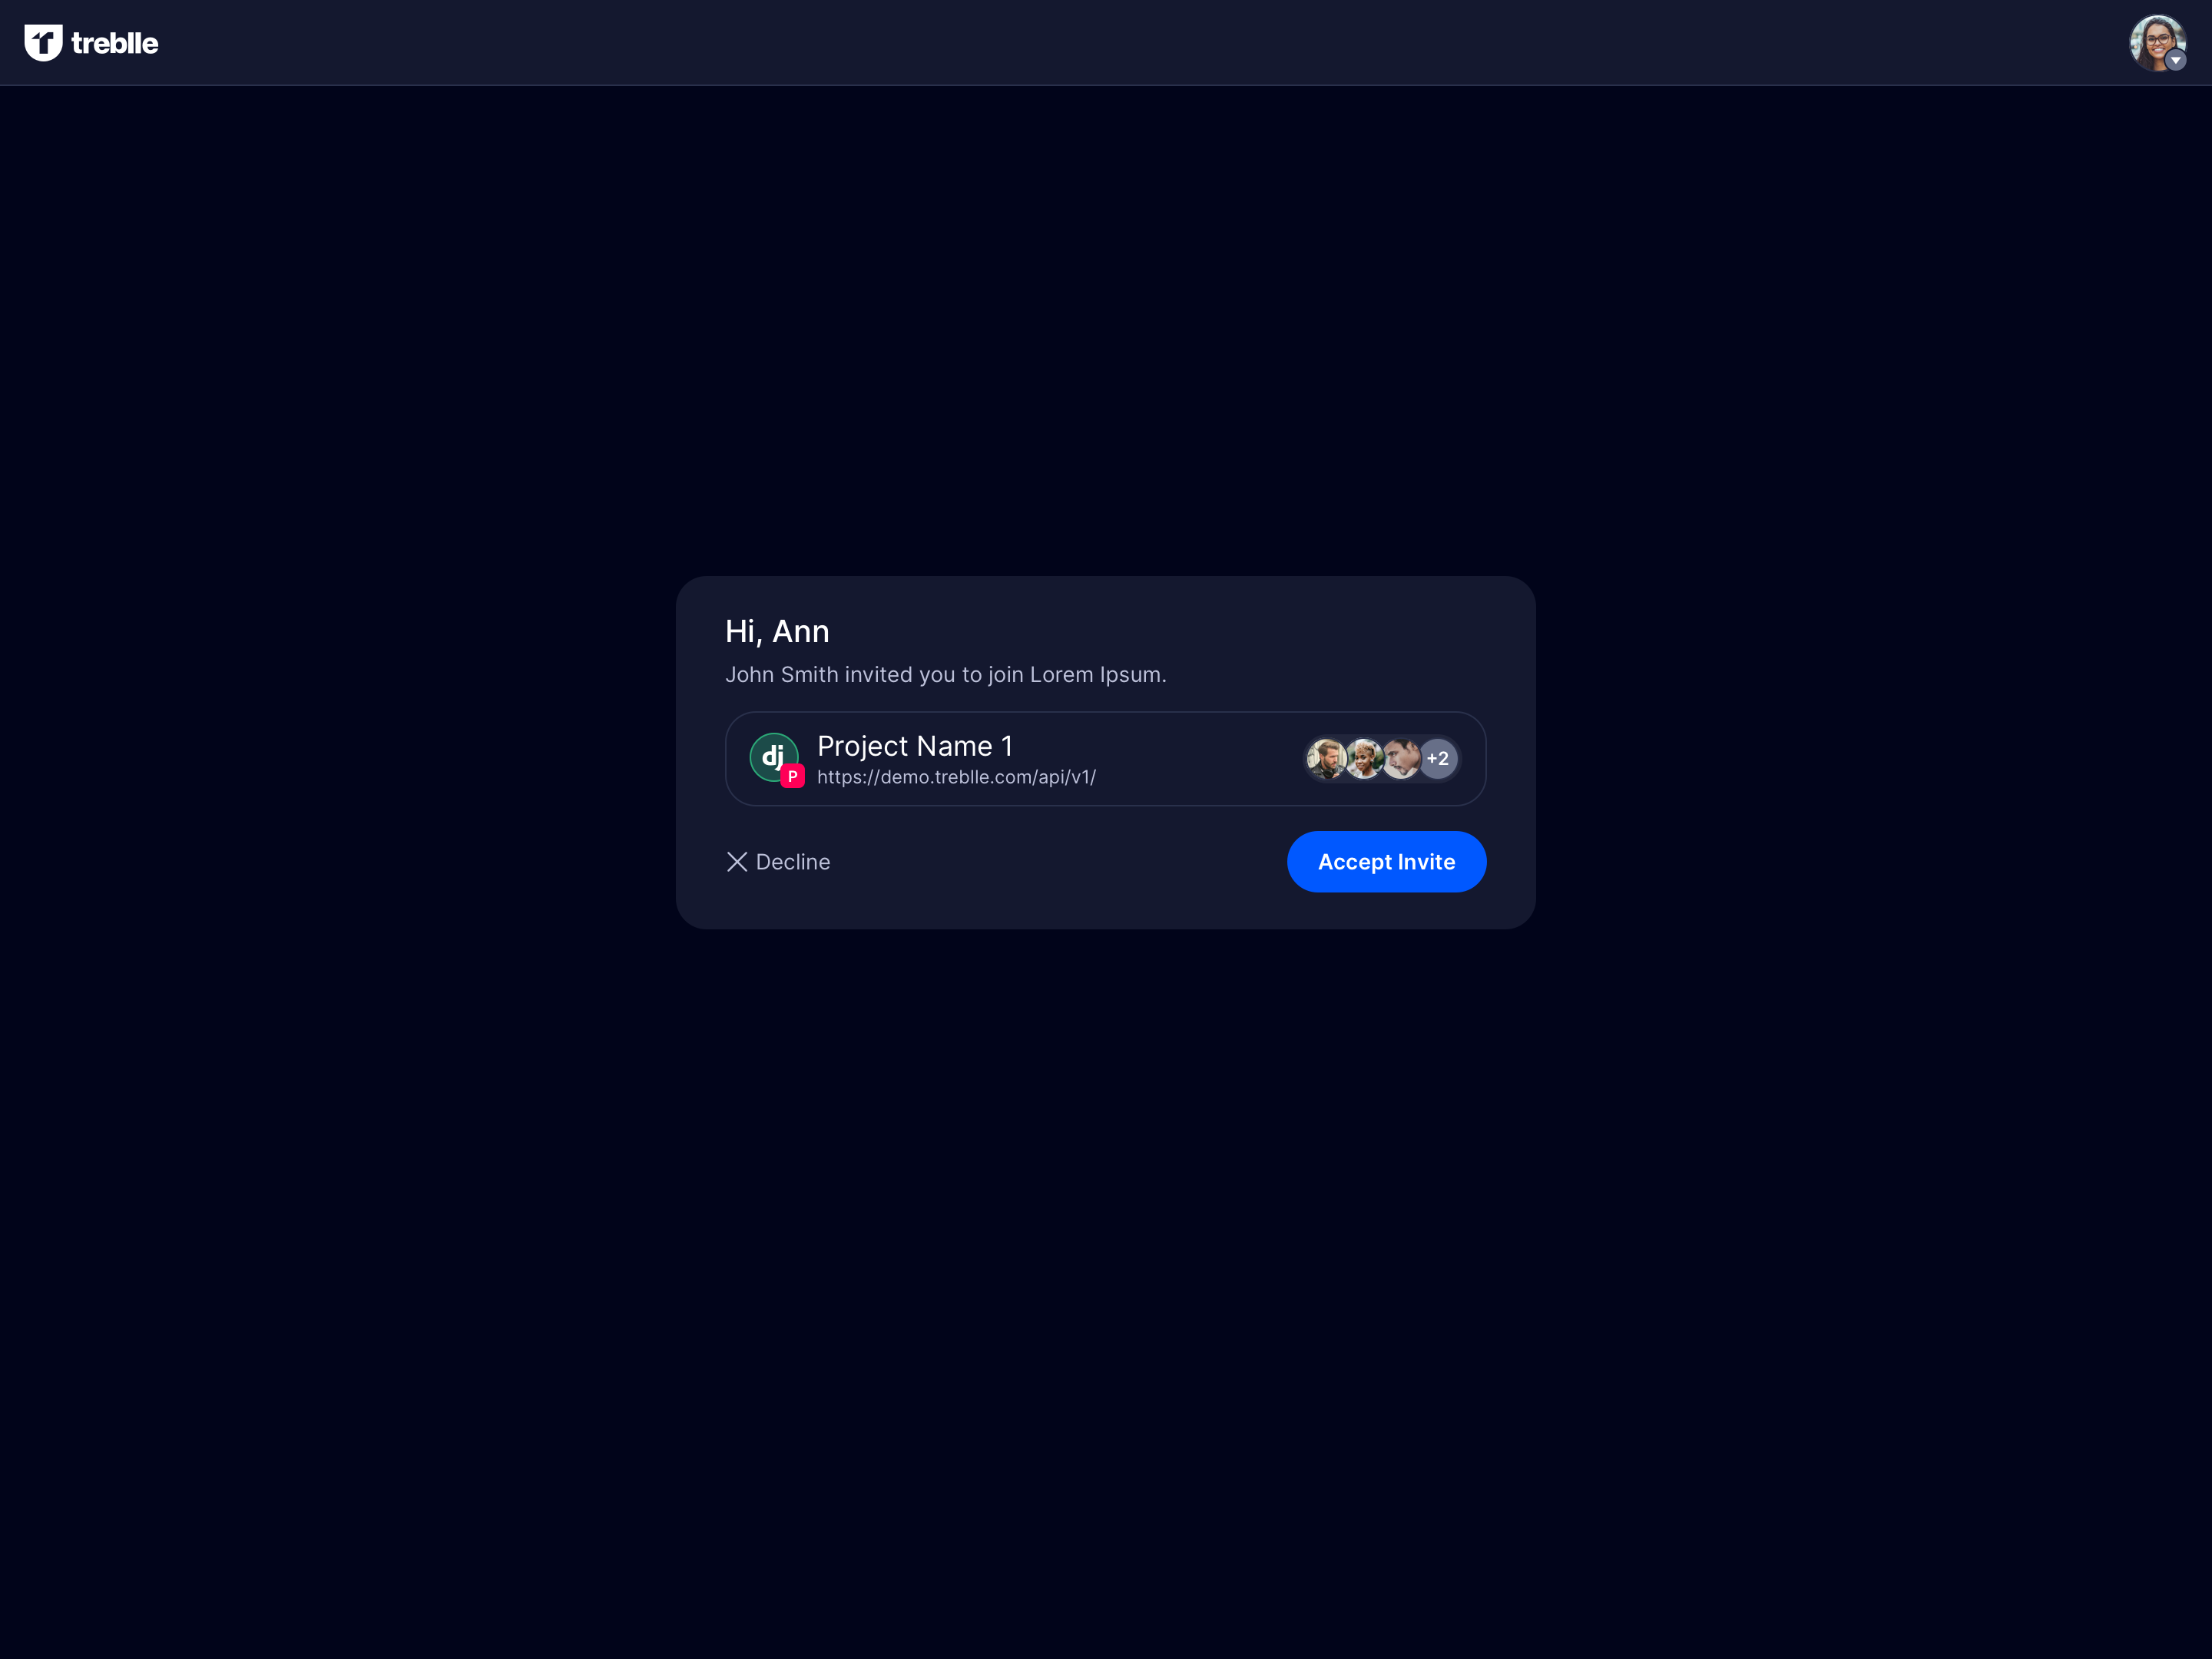 treblle
Hi, Ann
John Smith invited you to join Lorem Ipsum.
dj
P
Project Name 1
https://demo.treblle.com/api/v1/
+2
Decline
Accept Invite